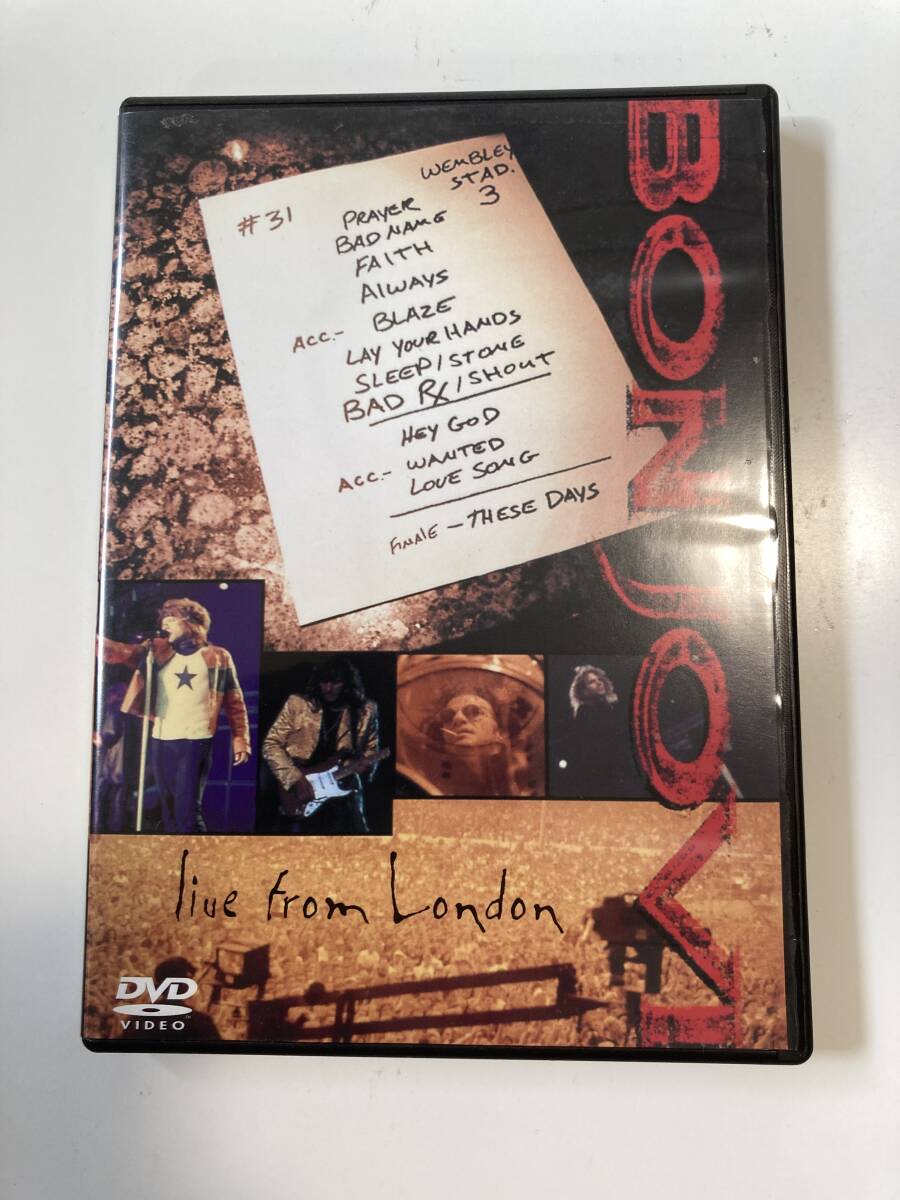 WEMBLEY
STAD.
3
#31
PRAYER
BAD NAME
FAITH
ALWAYS
ACC.- BLAZE
LAY YOUR HANDS
SLEEP/STONE
BAD Rx/SHOUT
HEY GOD
ACC.- WANTED
LOVE SONG
FINALE - THESE DAYS
BON JOVI
live from London
DVD
VIDEO